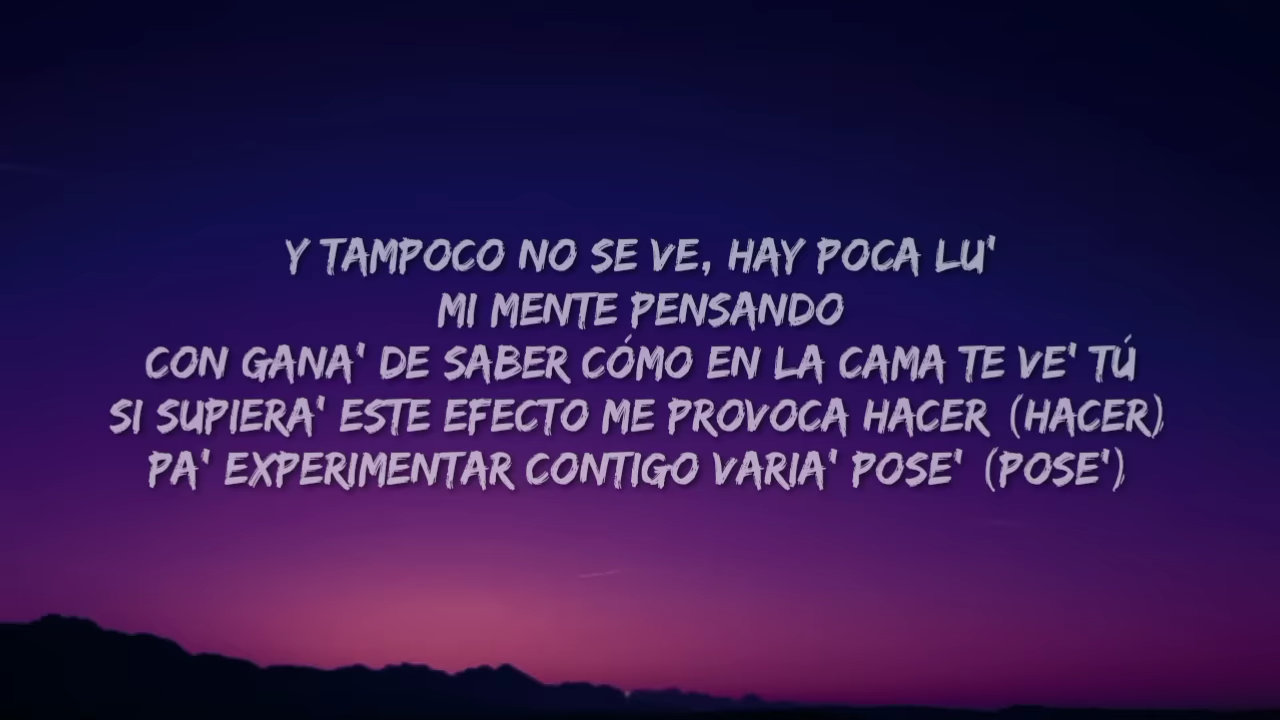 Y TAMPOCO NO SE VE, HAY POCA LU'
MI MENTE PENSANDO
CON GANA' DE SABER CÓMO EN LA CAMA TE VE' TÚ
SI SUPIERA' ESTE EFECTO ME PROVOCA HACER (HACER)
PA' EXPERIMENTAR CONTIGO VARIA' POSE' (POSE')